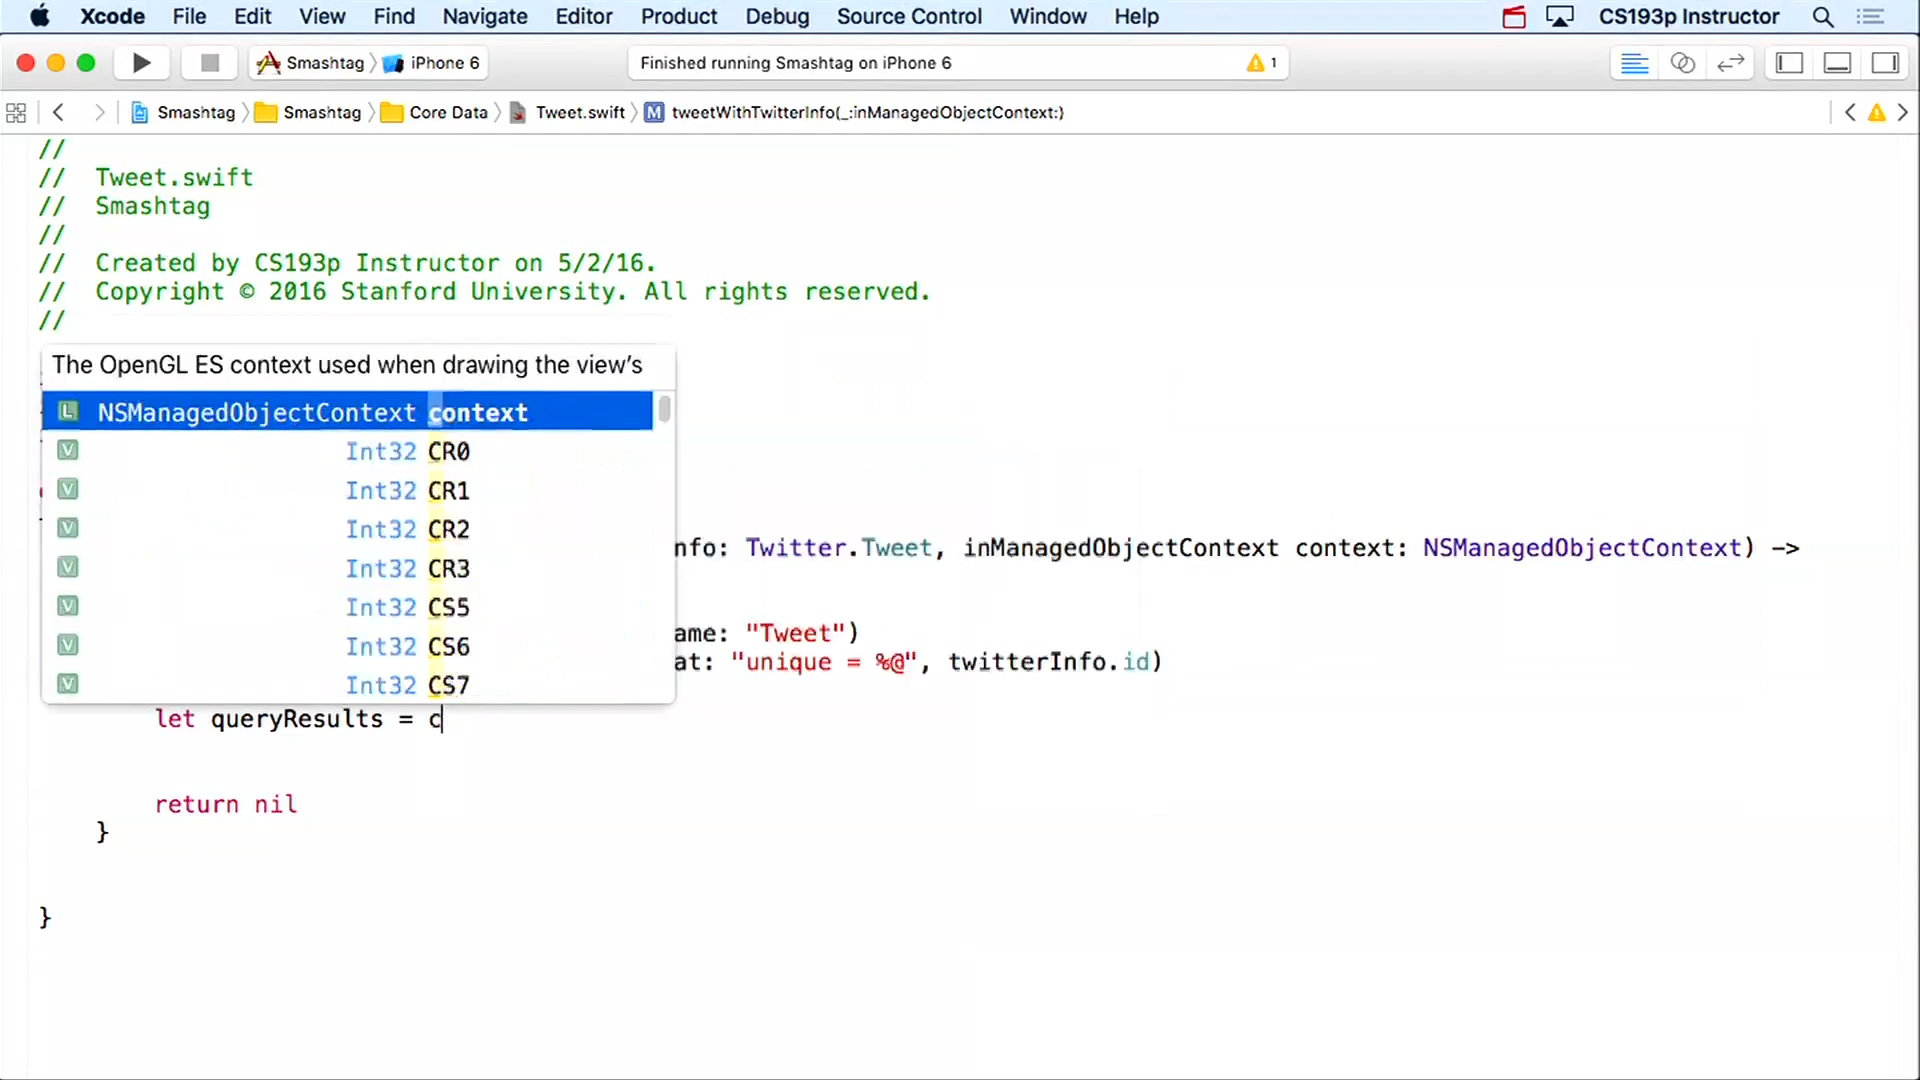 Xcode File Edit View Find Navigate Editor Product Debug Source Control Window Help CS193p Instructor
Smashtag iPhone 6 Finished running Smashtag on iPhone 6 1
Smashtag Smashtag Core Data Tweet.swift M tweetWithTwitterInfo(_:inManagedObjectContext:)
//
// Tweet.swift
// Smashtag
//
// Created by CS193p Instructor on 5/2/16.
// Copyright © 2016 Stanford University. All rights reserved.
//
The OpenGL ES context used when drawing the view’s
L NSManagedObjectContext context
V Int32 CR0
V Int32 CR1
V Int32 CR2
V Int32 CR3
V Int32 CS5
V Int32 CS6
V Int32 CS7
nfo: Twitter.Tweet, inManagedObjectContext context: NSManagedObjectContext) ->
ame: "Tweet")
at: "unique = %@", twitterInfo.id)
let queryResults = c
return nil
}
}